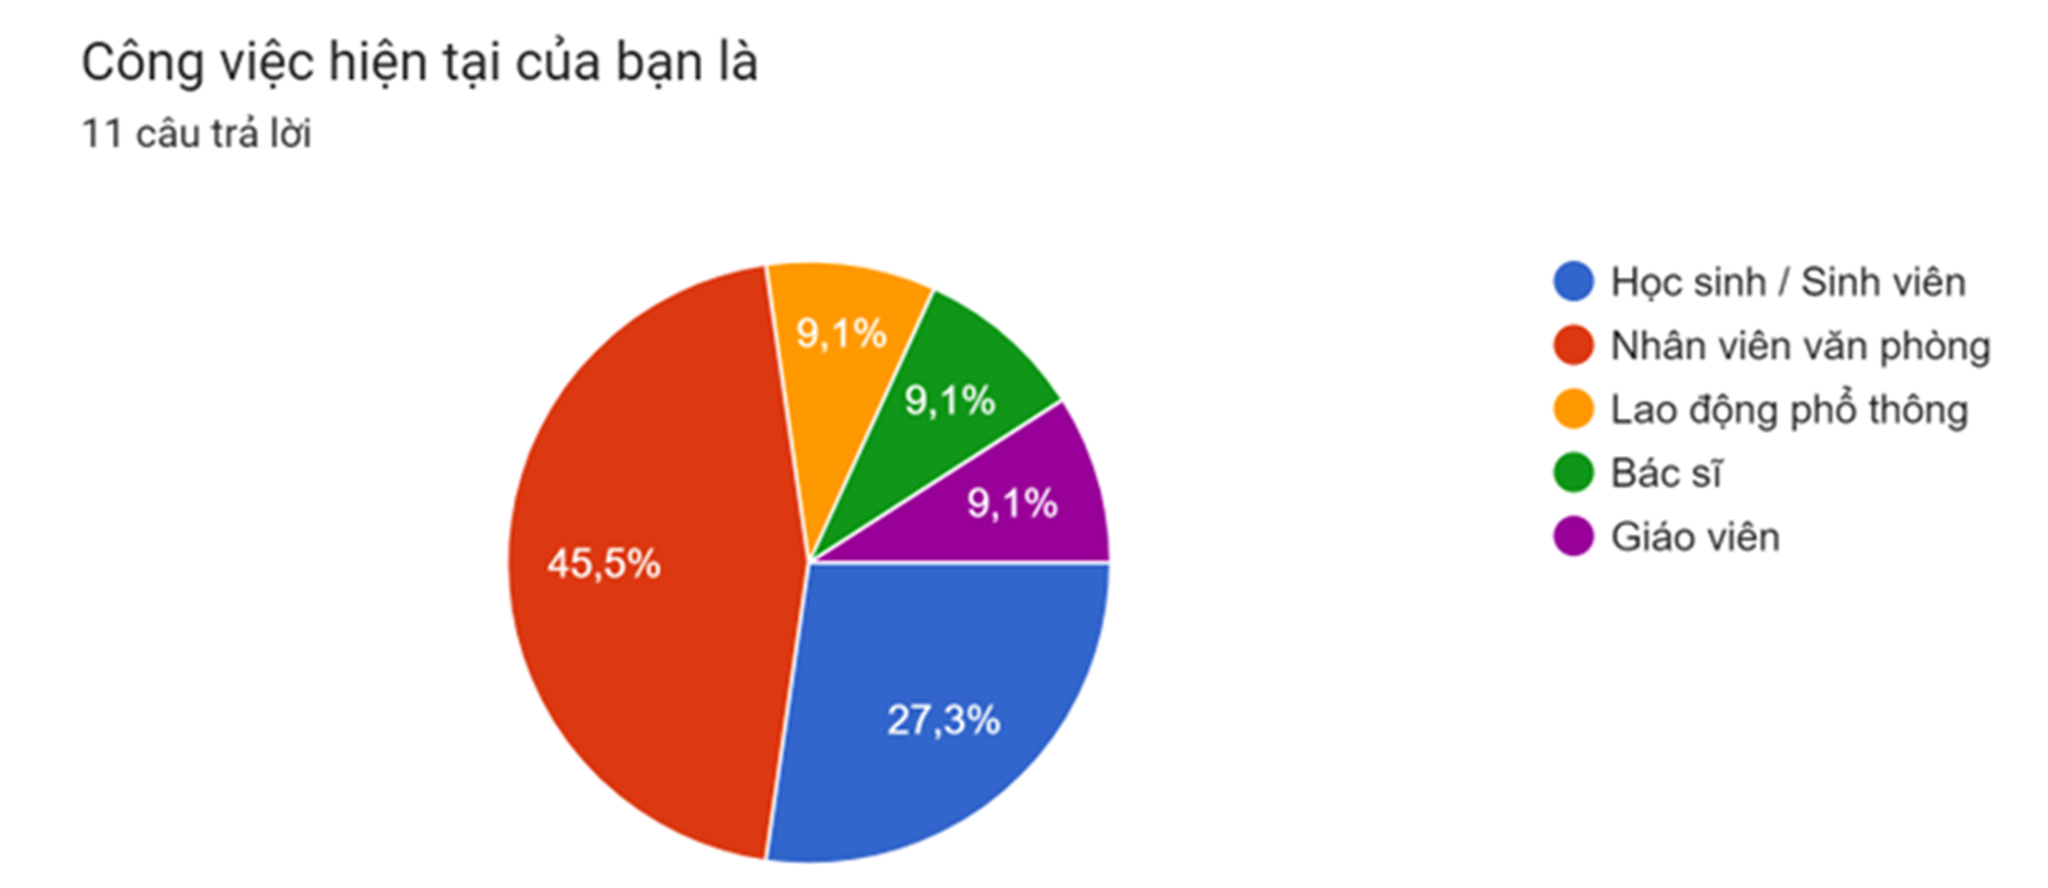 Công việc hiện tại của bạn là
11 câu trả lời
9,1%
9,1%
9,1%
45,5%
27,3%
Học sinh / Sinh viên
Nhân viên văn phòng
Lao động phổ thông
Bác sĩ
Giáo viên